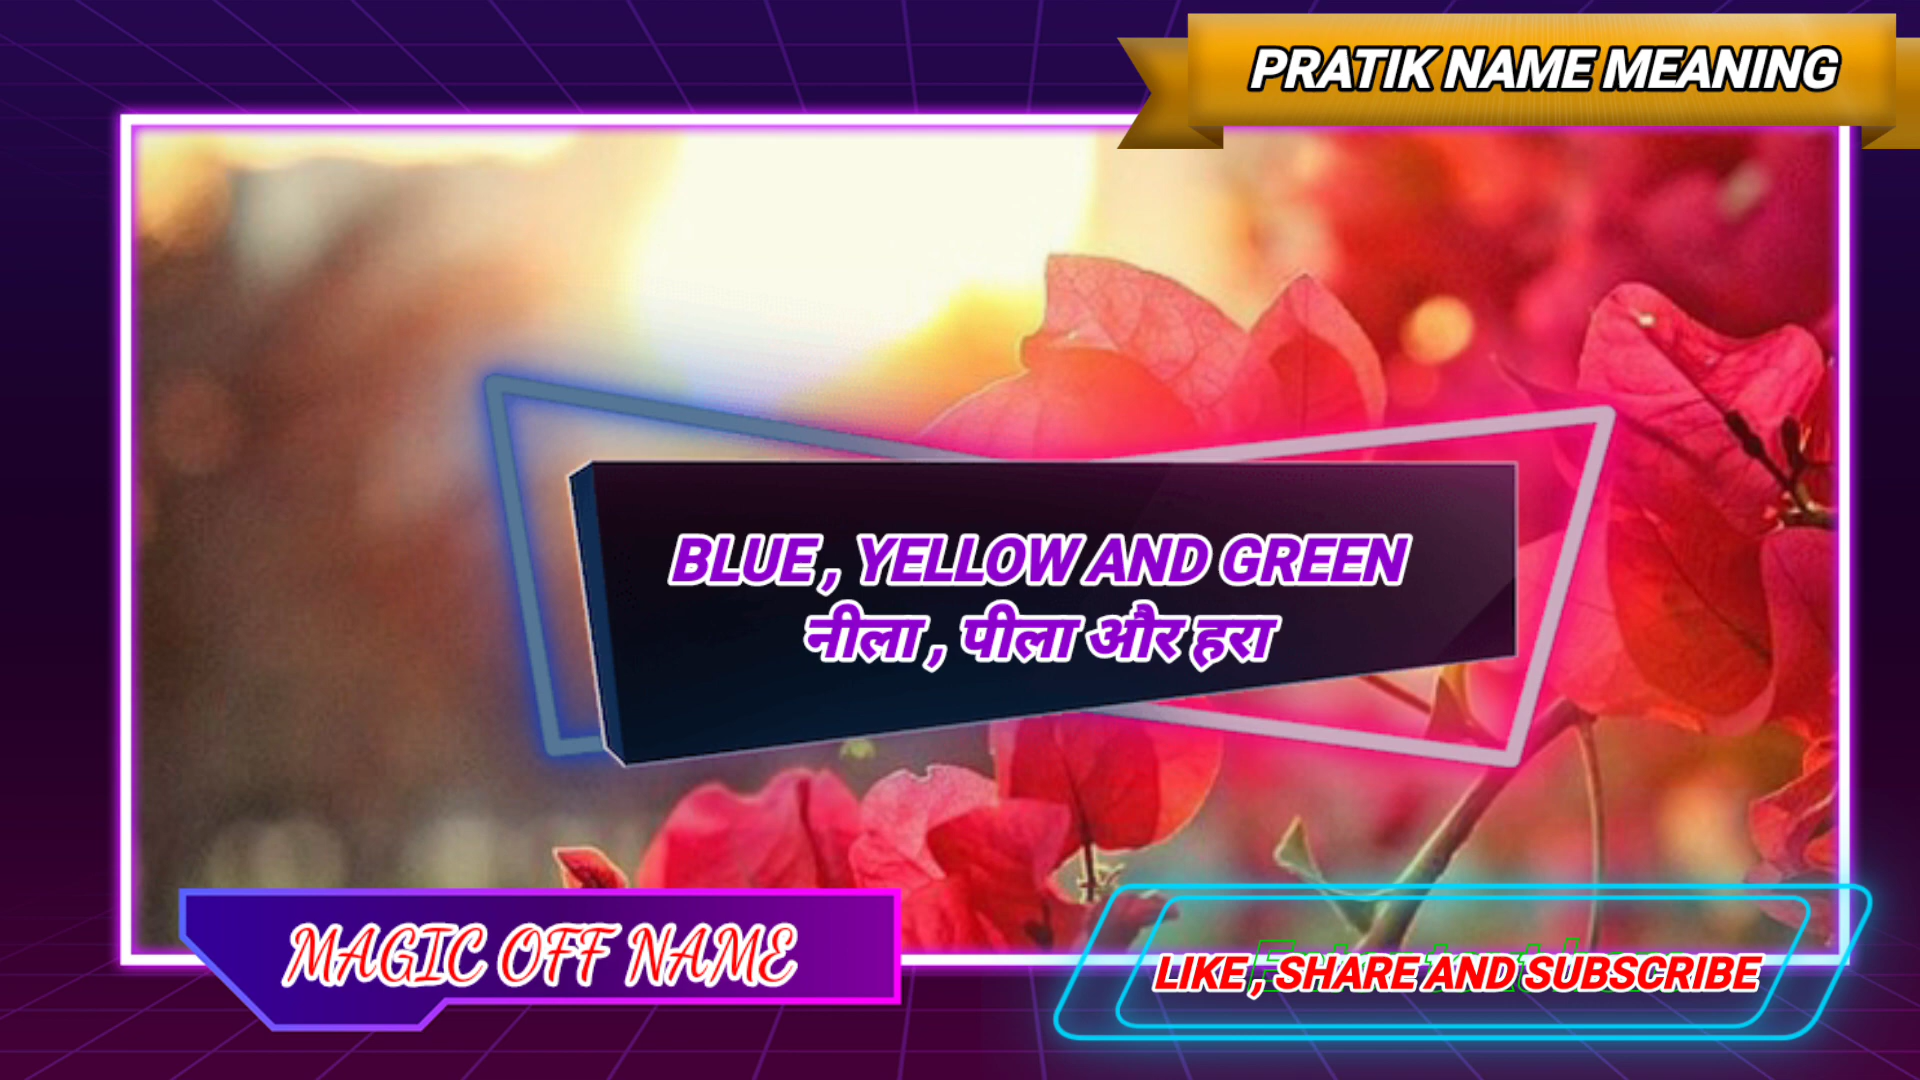 PRATIK NAME MEANING
BLUE , YELLOW AND GREEN
नीला , पीला और हरा
MAGIC OFF NAME
LIKE , SHARE AND SUBSCRIBE